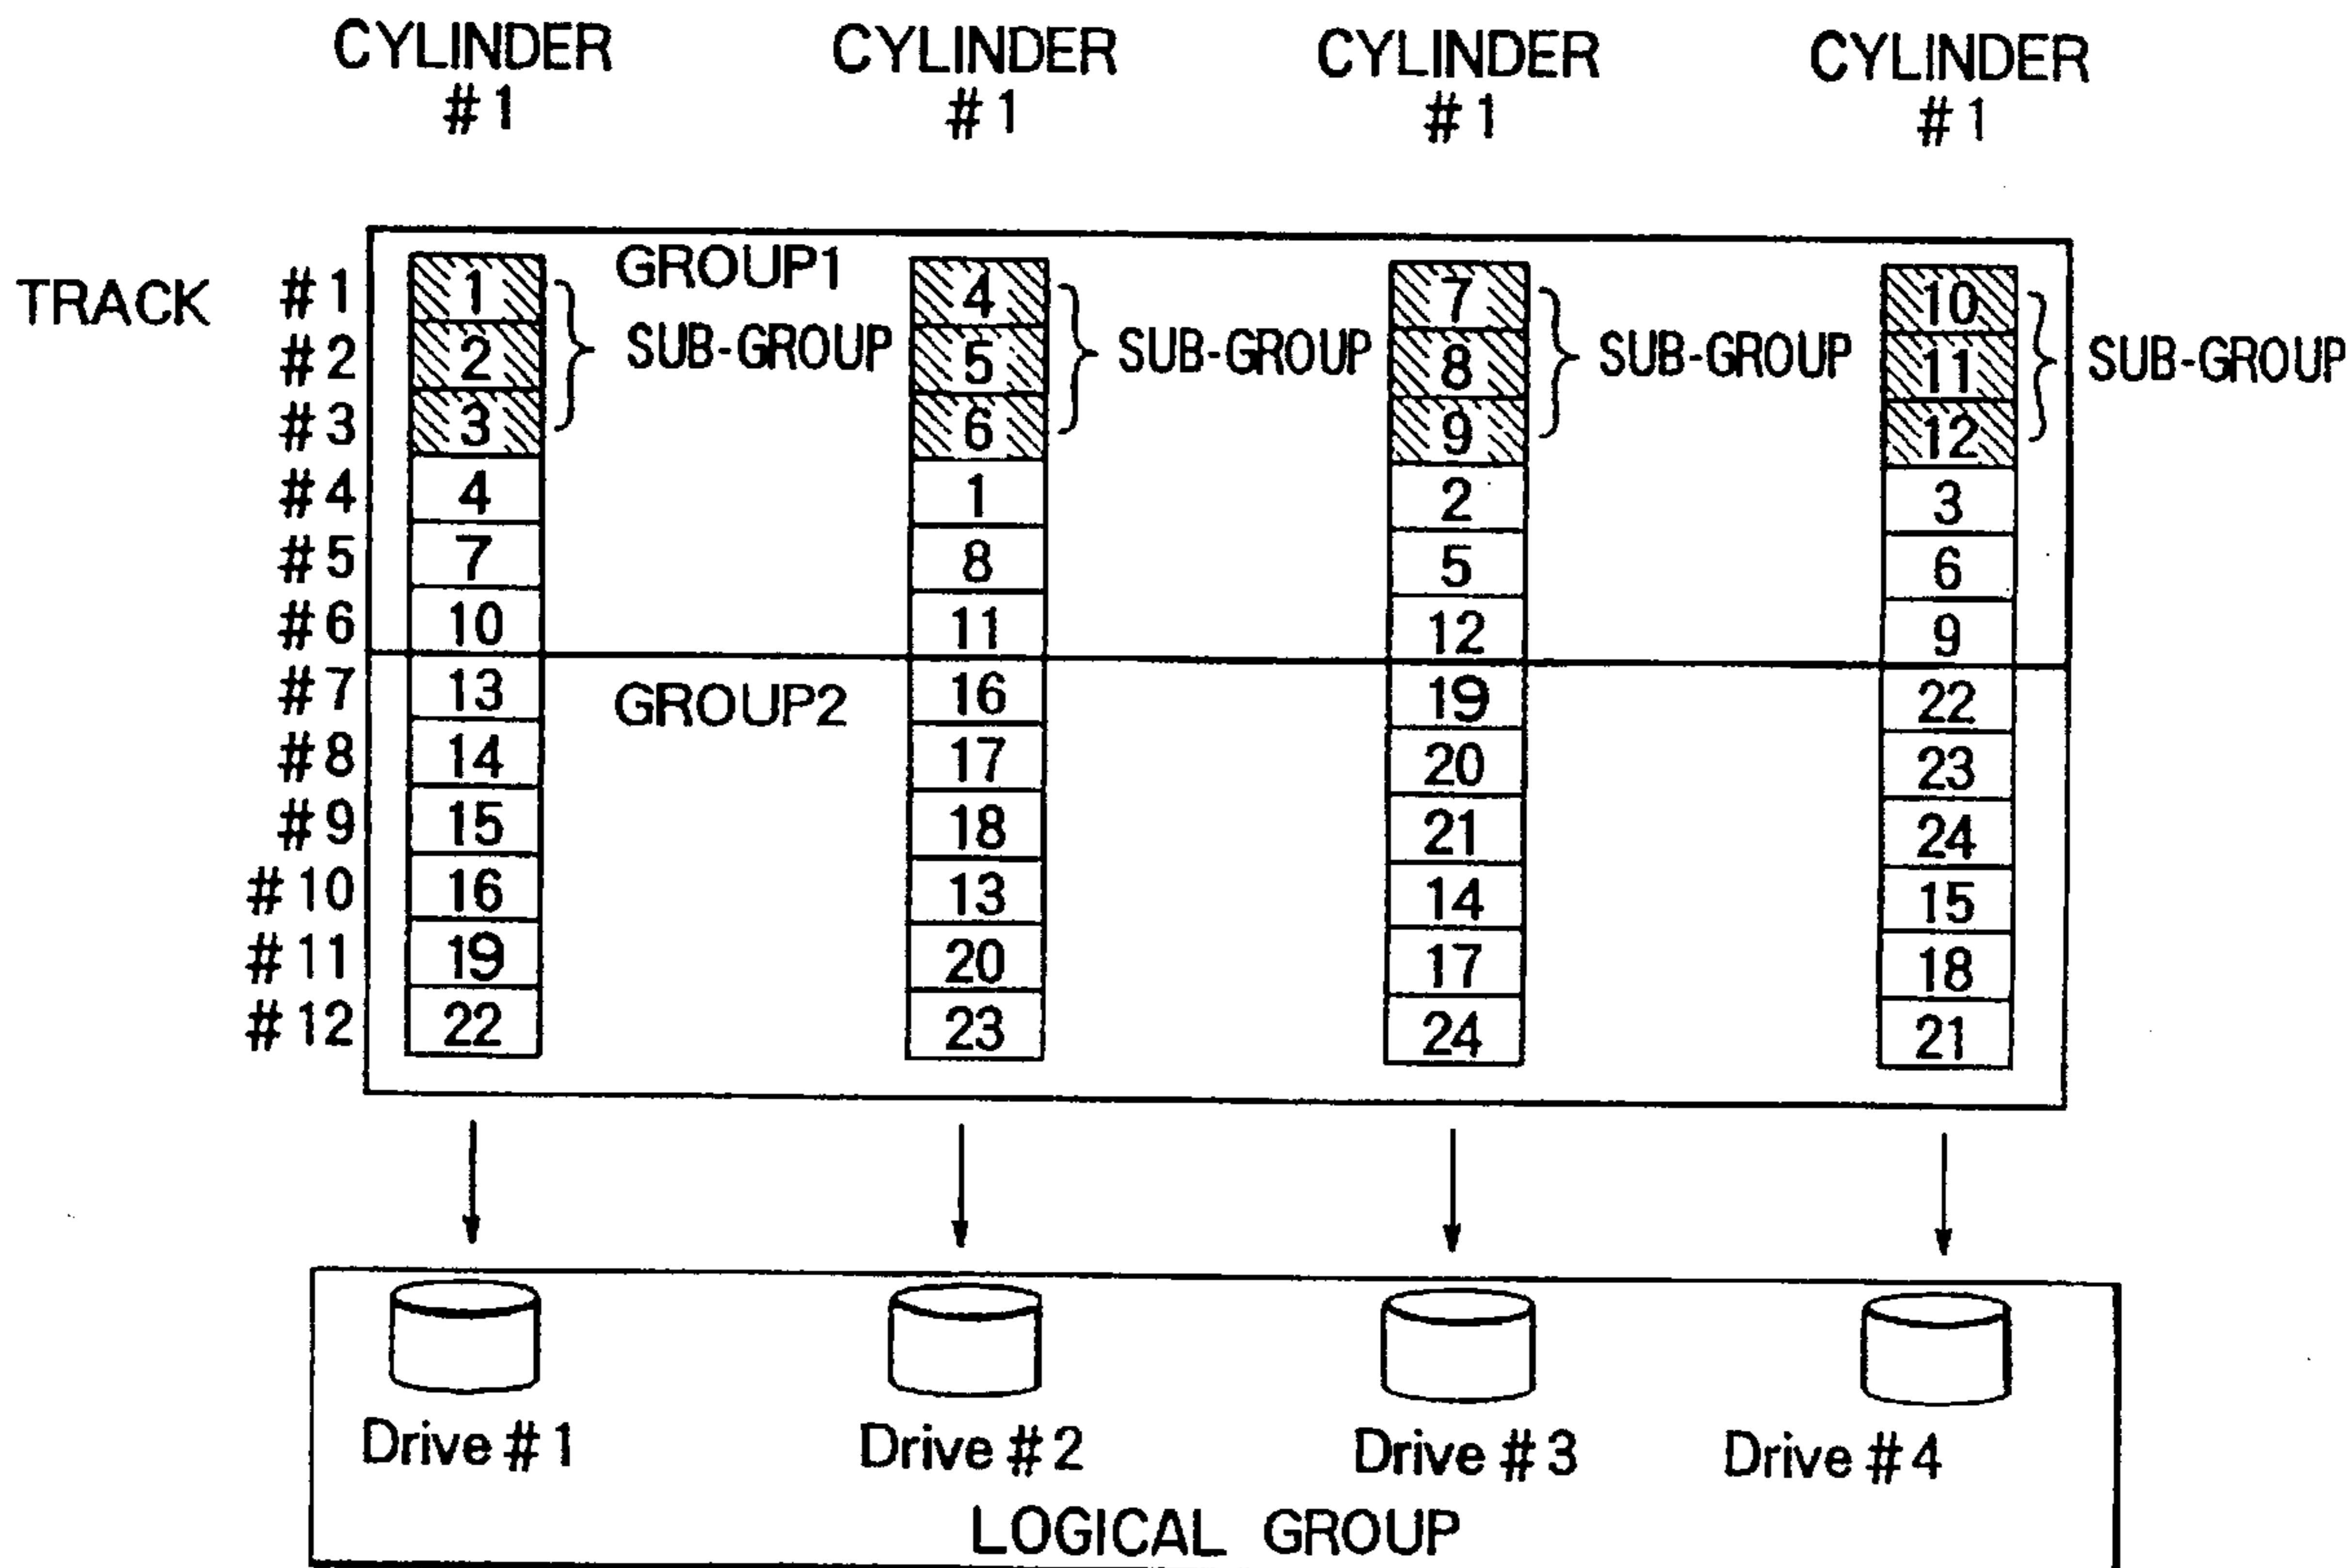 CYLINDER CYLINDER CYLINDER CYLINDER
#1 #1 #1 #1
GROUP1
TRACK #1 1 4 7 10
#2 2 SUB-GROUP 5 SUB-GROUP 8 SUB-GROUP 11 SUB-GROUP
#3 3 6 9 12
#4 4 1 2 3
#5 7 8 5 6
#6 10 11 12 9
#7 13 GROUP2 16 19 22
#8 14 17 20 23
#9 15 18 21 24
#10 16 13 14 15
#11 19 20 17 18
#12 22 23 24 21
Drive #1 Drive #2 Drive #3 Drive #4
LOGICAL GROUP